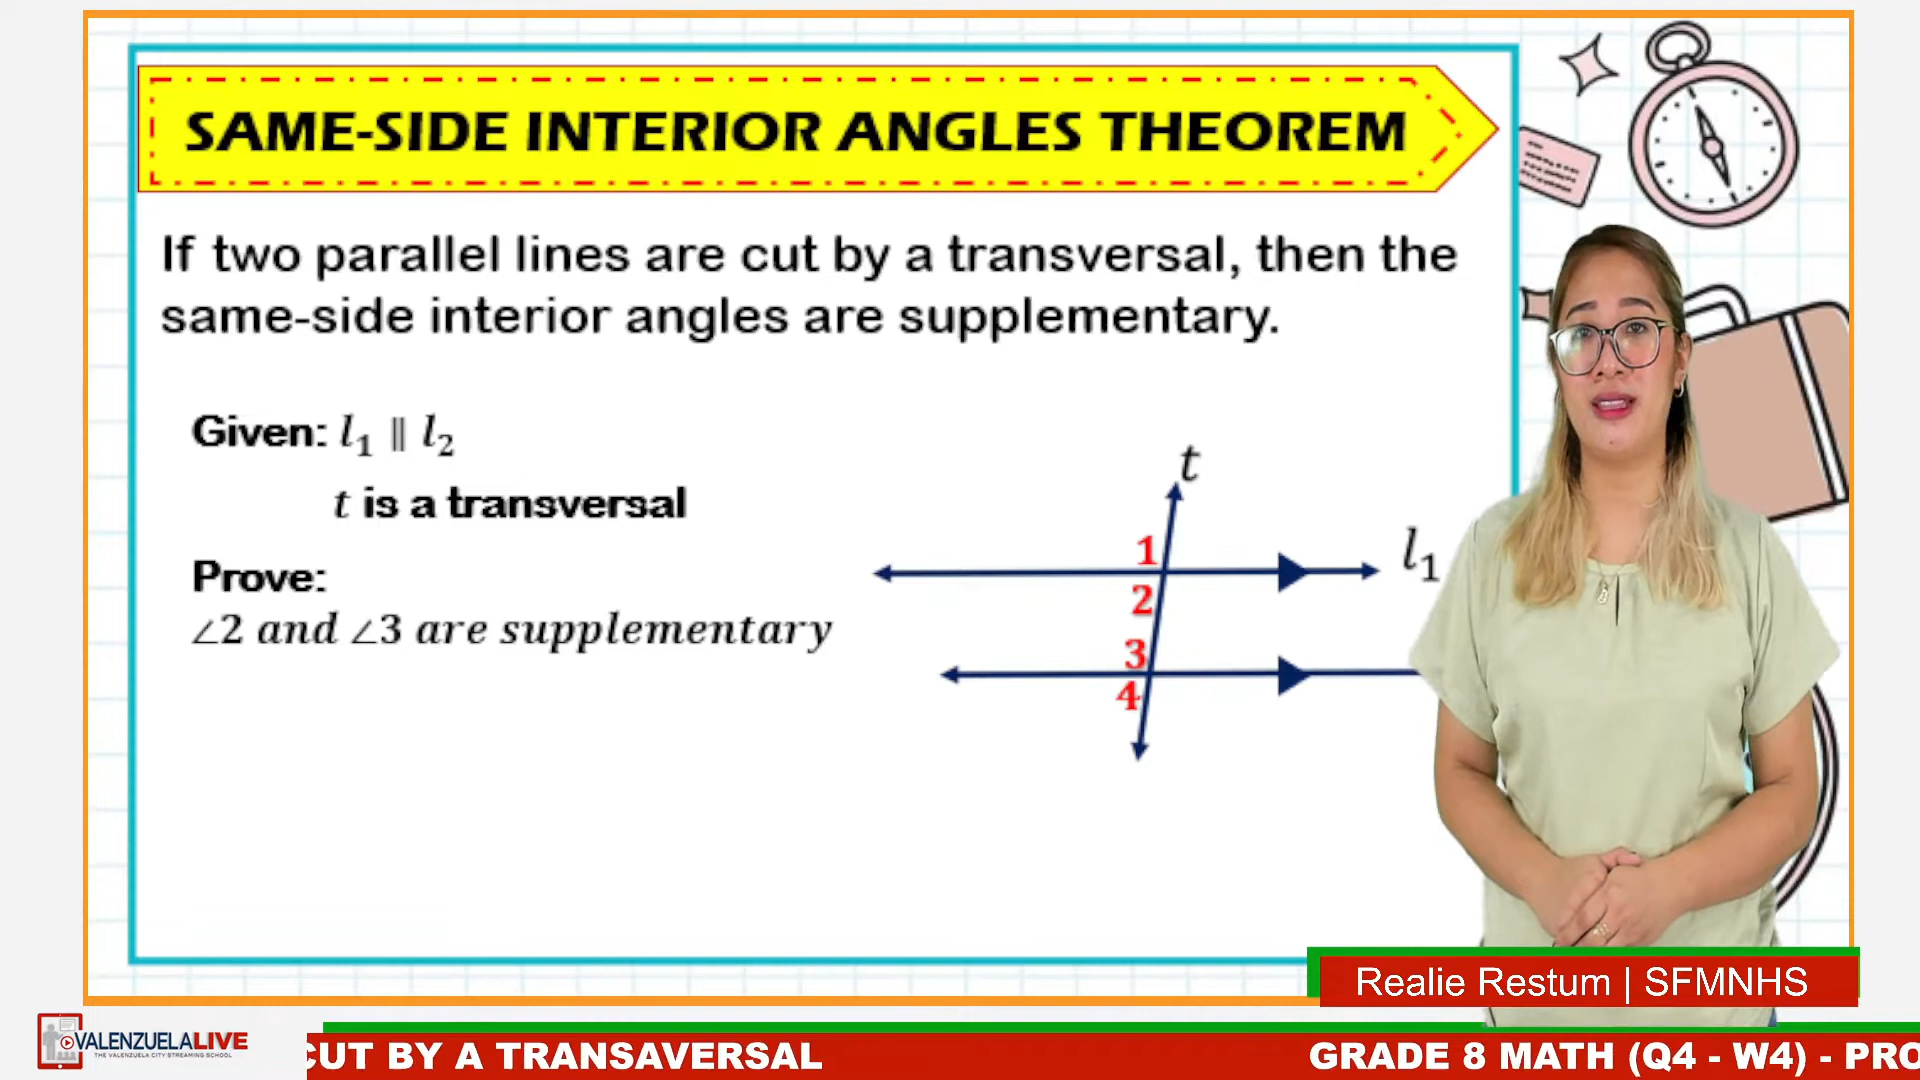 SAME-SIDE INTERIOR ANGLES THEOREM
If two parallel lines are cut by a transversal, then the
same-side interior angles are supplementary.
Given: l₁ ∥ l₂
t is a transversal
Prove:
∠2 and ∠3 are supplementary
t
1
l₁
2
3
4
Realie Restum | SFMNHS
VALENZUELALIVE
THE VALENZUELA CITY STREAMING SCHOOL
CUT BY A TRANSAVERSAL
GRADE 8 MATH (Q4 - W4) - PRO